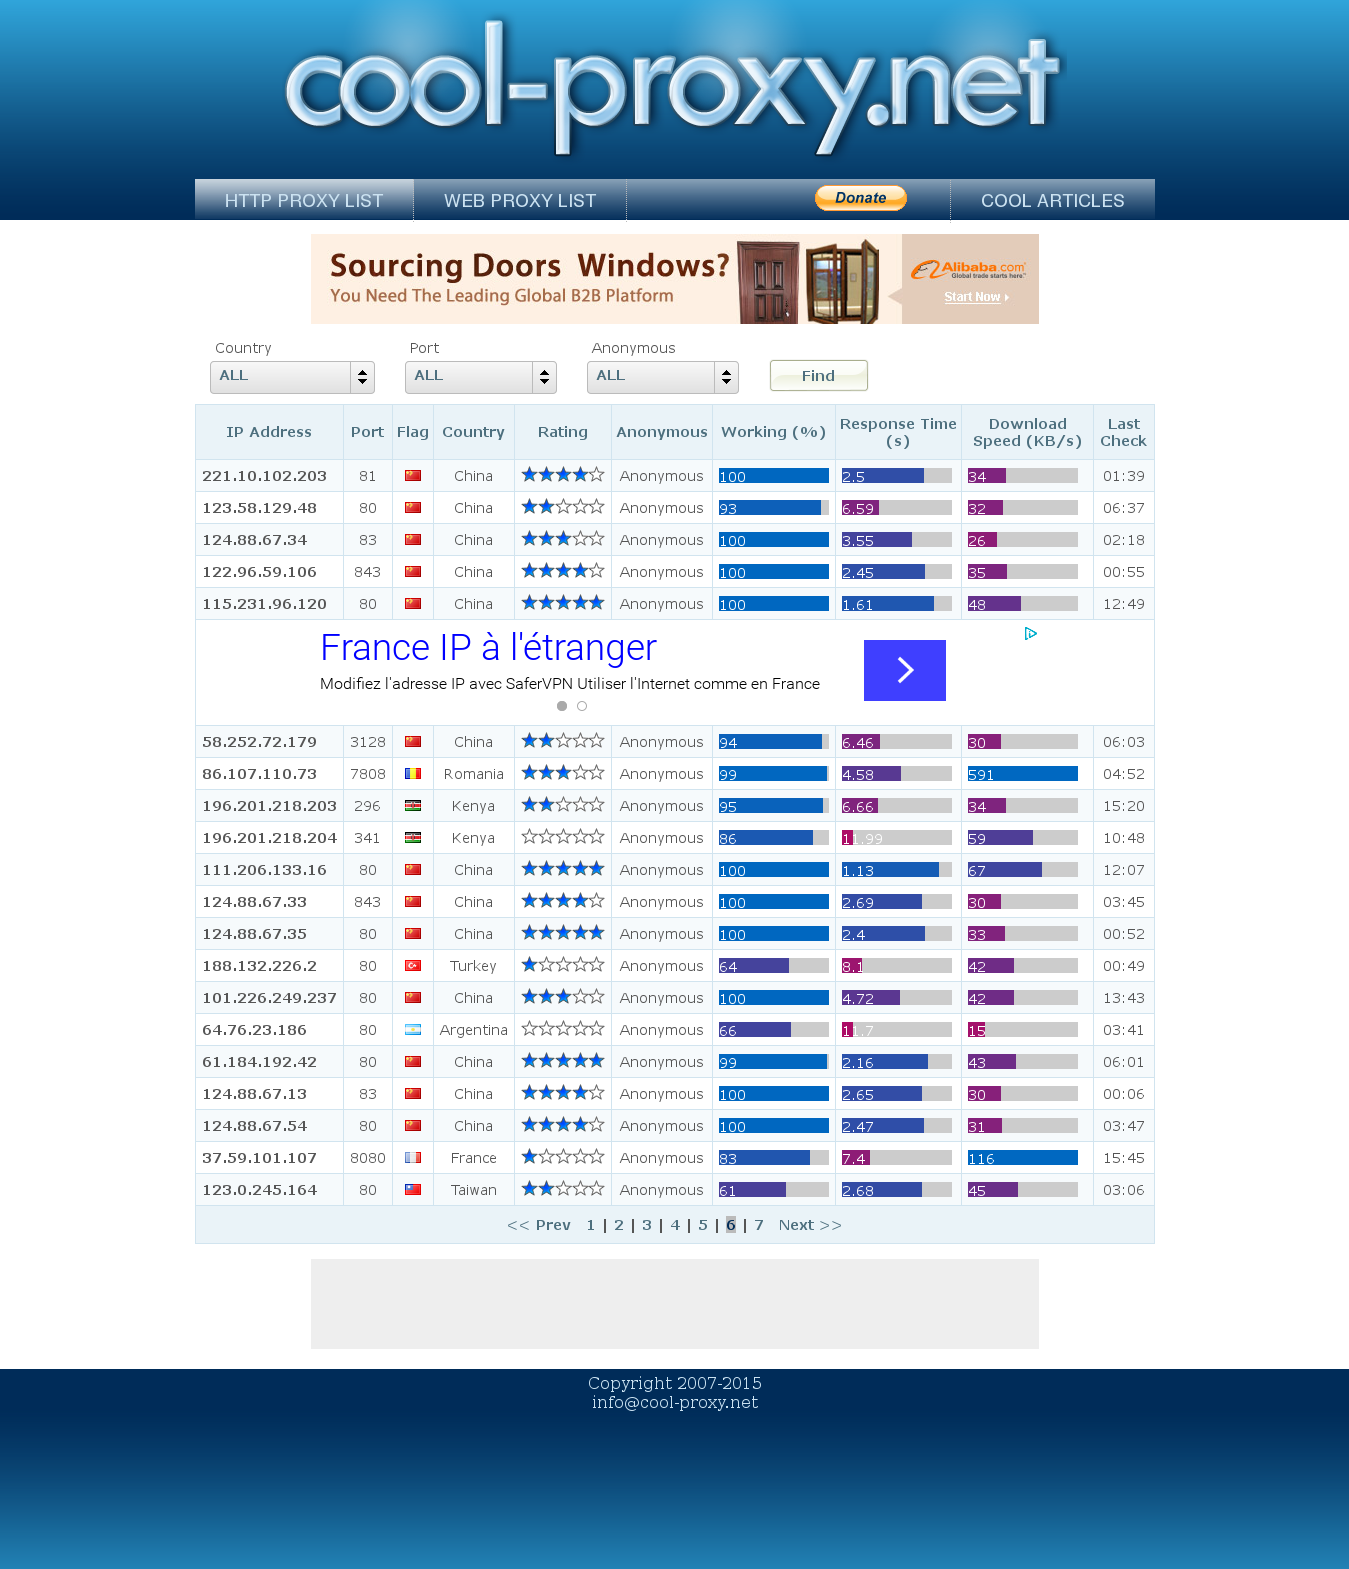 cool-proxy.net
HTTP PROXY LIST WEB PROXY LIST Donate COOL ARTICLES
Sourcing Doors Windows?
You Need The Leading Global B2B Platform
Alibaba.com
Global trade starts here.
Start Now
Country Port Anonymous
ALL ALL ALL Find
IP Address Port Flag Country Rating Anonymous Working (%) Response Time (s) Download Speed (KB/s) Last Check
221.10.102.203 81 China Anonymous 100 2.5 34 01:39
123.58.129.48 80 China Anonymous 93 6.59 32 06:37
124.88.67.34 83 China Anonymous 100 3.55 26 02:18
122.96.59.106 843 China Anonymous 100 2.45 35 00:55
115.231.96.120 80 China Anonymous 100 1.61 48 12:49
France IP à l'étranger
Modifiez l'adresse IP avec SaferVPN Utiliser l'Internet comme en France
58.252.72.179 3128 China Anonymous 94 6.46 30 06:03
86.107.110.73 7808 Romania Anonymous 99 4.58 591 04:52
196.201.218.203 296 Kenya Anonymous 95 6.66 34 15:20
196.201.218.204 341 Kenya Anonymous 86 11.99 59 10:48
111.206.133.16 80 China Anonymous 100 1.13 67 12:07
124.88.67.33 843 China Anonymous 100 2.69 30 03:45
124.88.67.35 80 China Anonymous 100 2.4 33 00:52
188.132.226.2 80 Turkey Anonymous 64 8.1 42 00:49
101.226.249.237 80 China Anonymous 100 4.72 42 13:43
64.76.23.186 80 Argentina Anonymous 66 11.7 15 03:41
61.184.192.42 80 China Anonymous 99 2.16 43 06:01
124.88.67.13 83 China Anonymous 100 2.65 30 00:06
124.88.67.54 80 China Anonymous 100 2.47 31 03:47
37.59.101.107 8080 France Anonymous 83 7.4 116 15:45
123.0.245.164 80 Taiwan Anonymous 61 2.68 45 03:06
<< Prev 1 | 2 | 3 | 4 | 5 | 6 | 7 Next >>
Copyright 2007-2015
info@cool-proxy.net